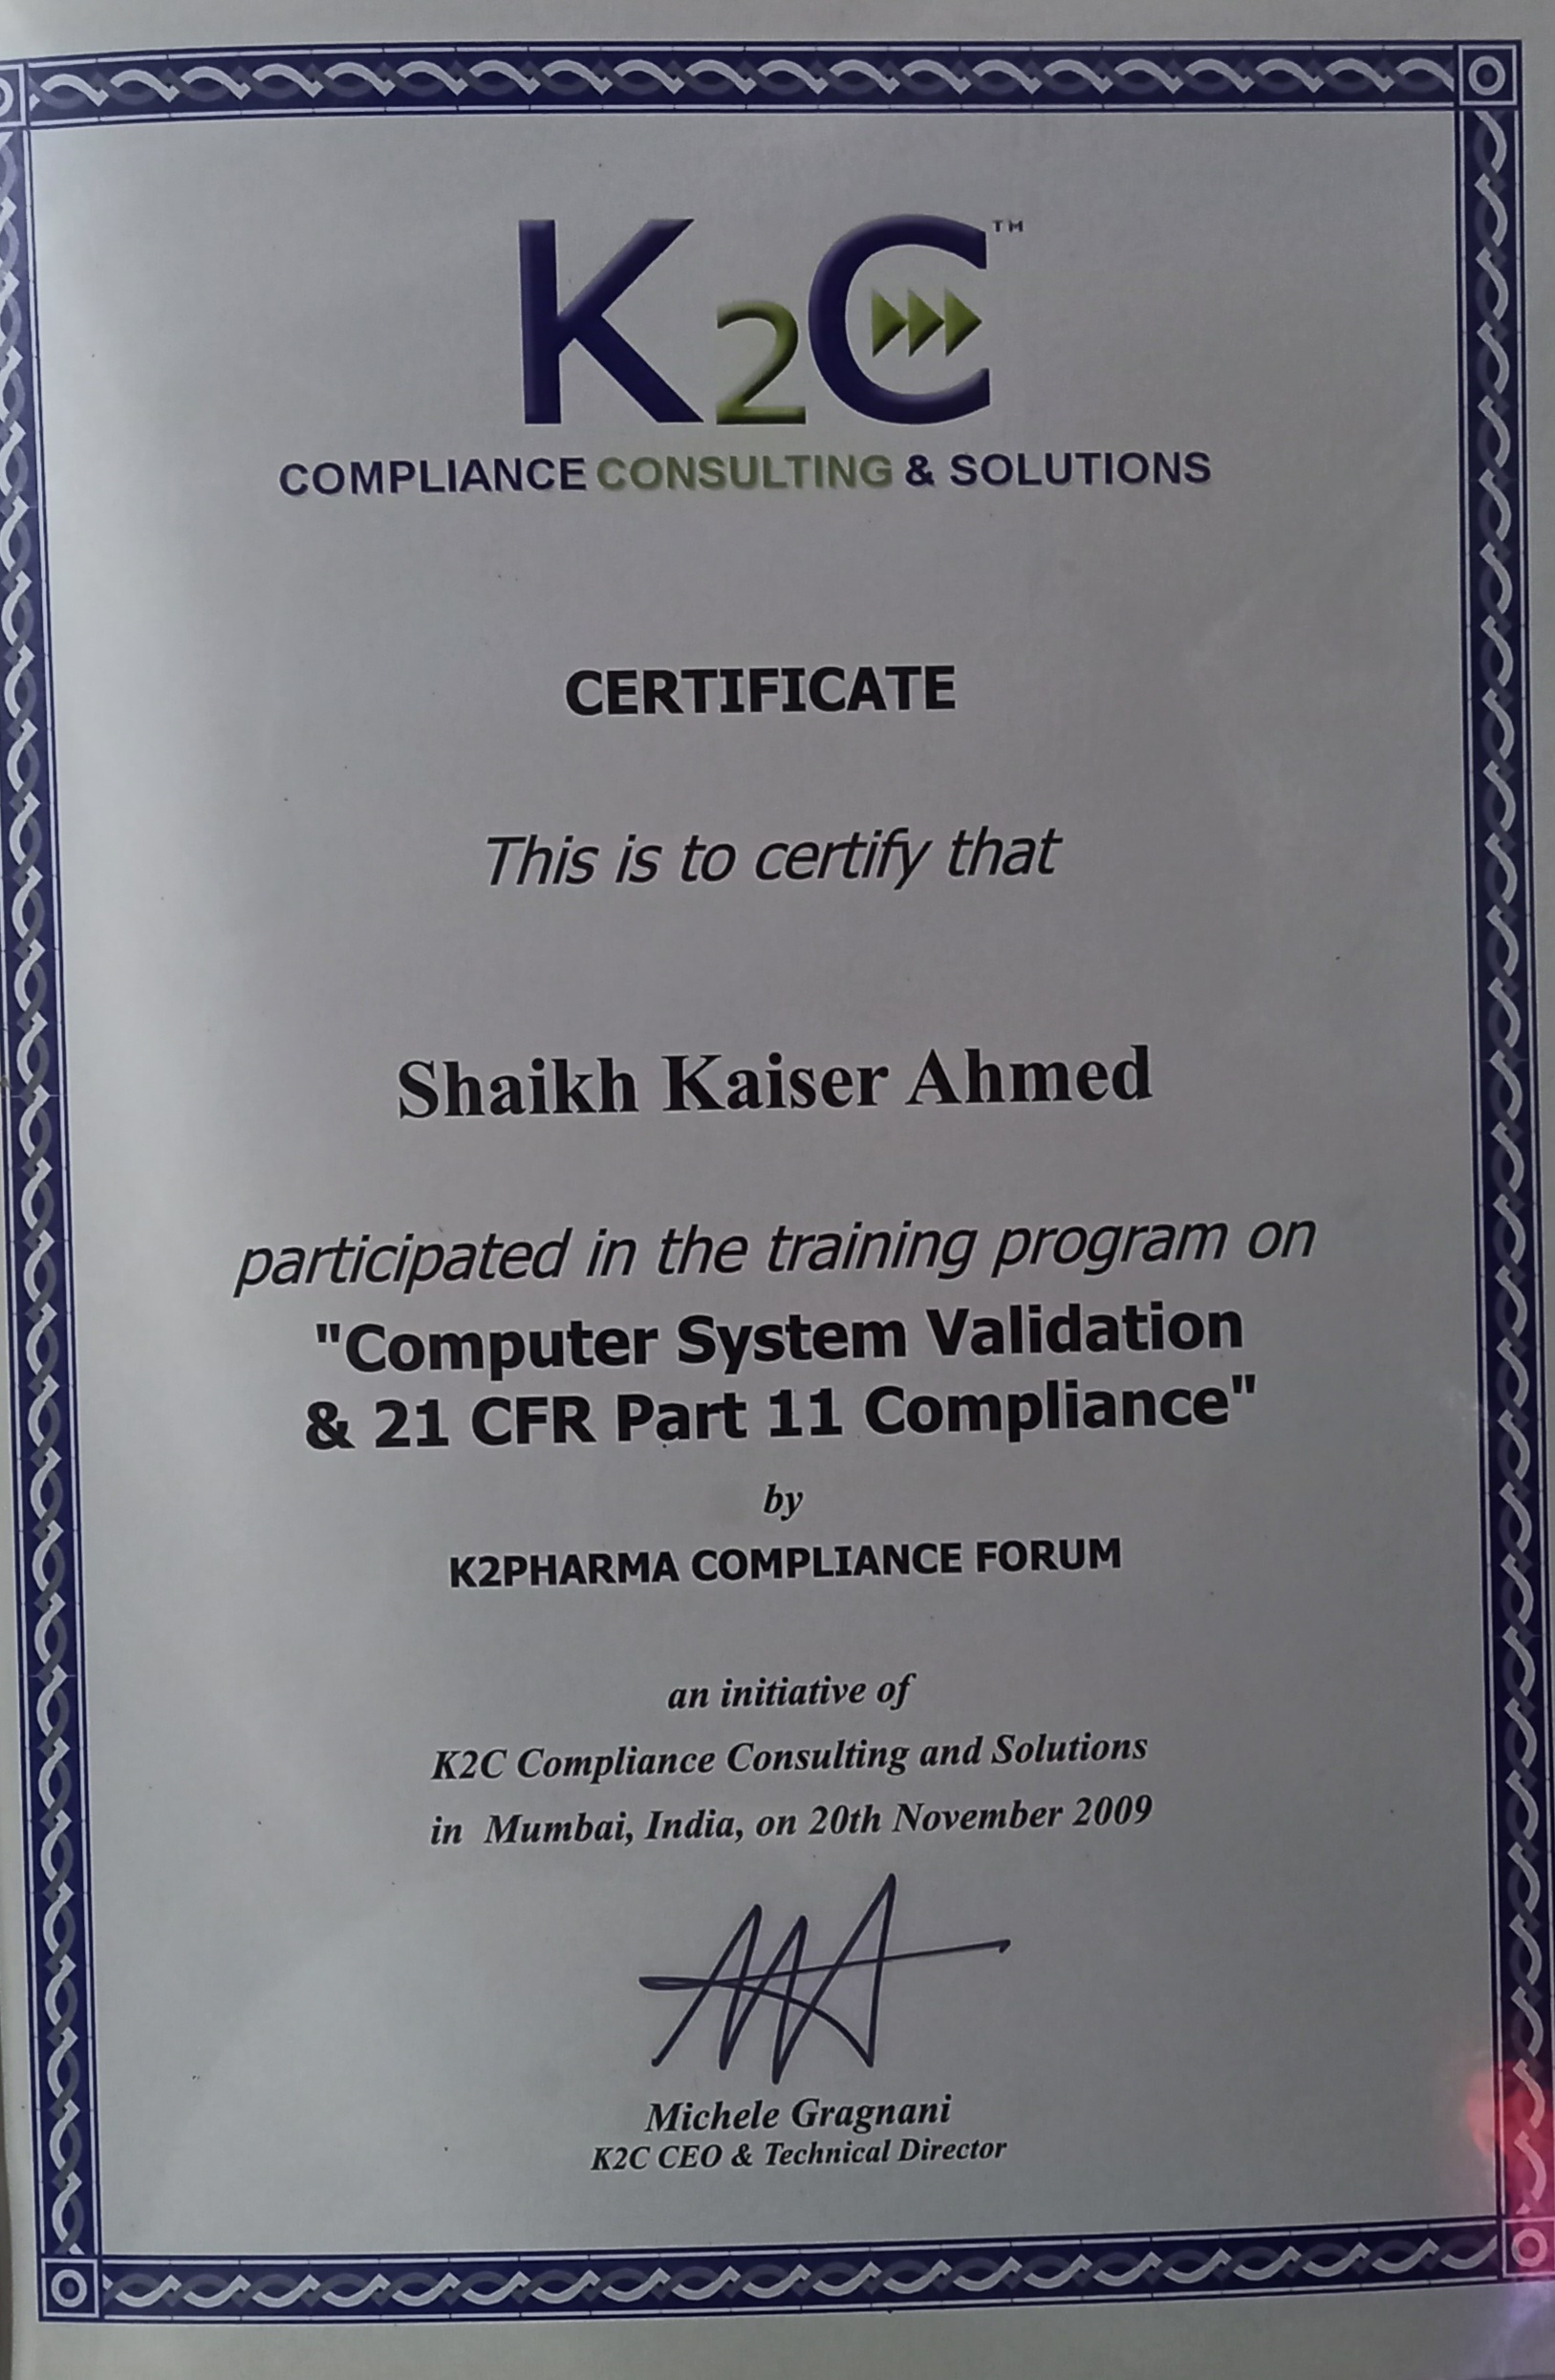 K2C™
COMPLIANCE CONSULTING & SOLUTIONS
CERTIFICATE
This is to certify that
Shaikh Kaiser Ahmed
participated in the training program on
"Computer System Validation
& 21 CFR Part 11 Compliance"
by
K2PHARMA COMPLIANCE FORUM
an initiative of
K2C Compliance Consulting and Solutions
in Mumbai, India, on 20th November 2009
Michele Gragnani
K2C CEO & Technical Director